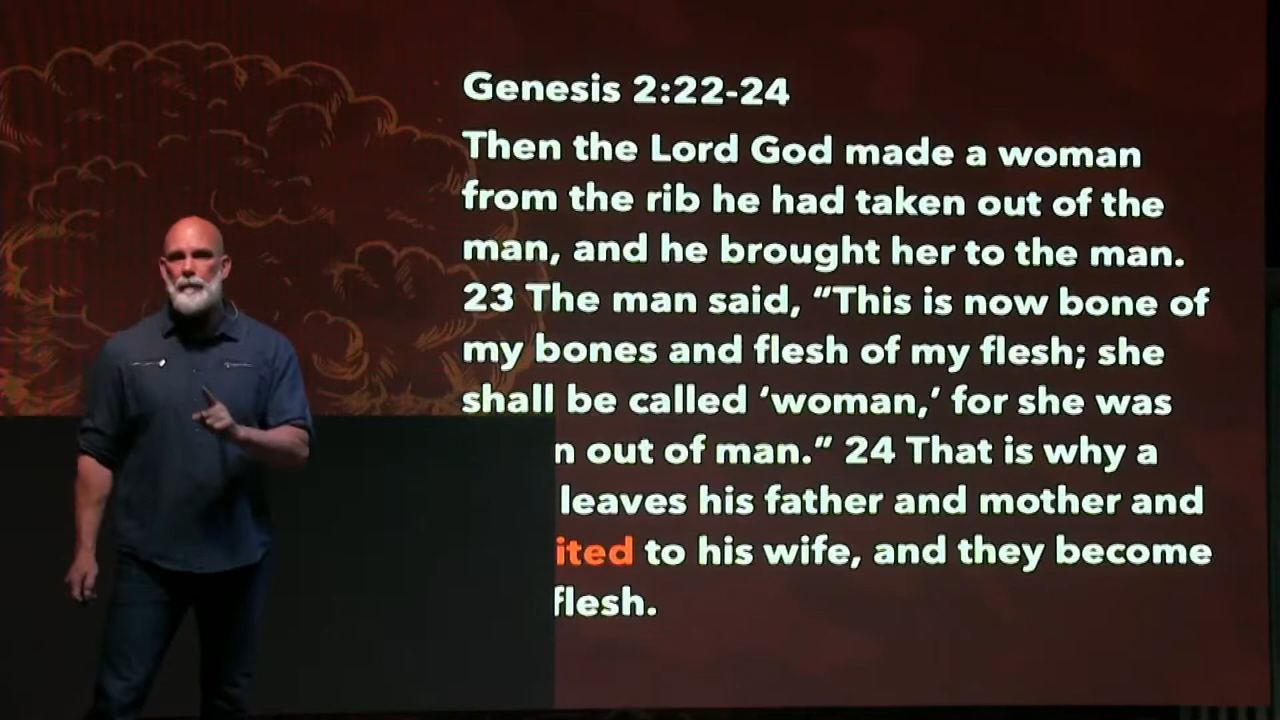 Genesis 2:22-24
Then the Lord God made a woman
from the rib he had taken out of the
man, and he brought her to the man.
23 The man said, “This is now bone of
my bones and flesh of my flesh; she
shall be called ‘woman,’ for she was
n out of man.” 24 That is why a
leaves his father and mother and
ited to his wife, and they become
flesh.